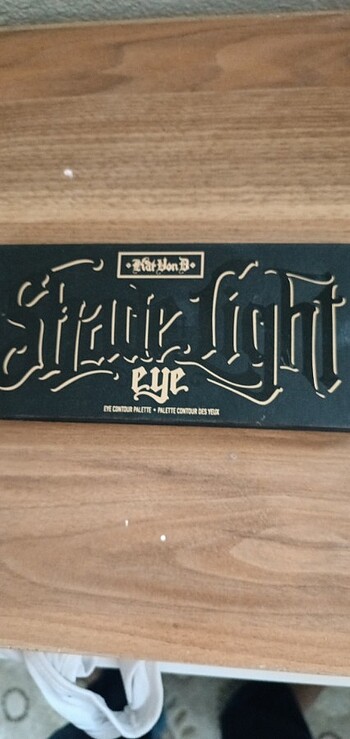 •Kat Von D•
Shade Light
eye
EYE CONTOUR PALETTE • PALETTE CONTOUR DES YEUX